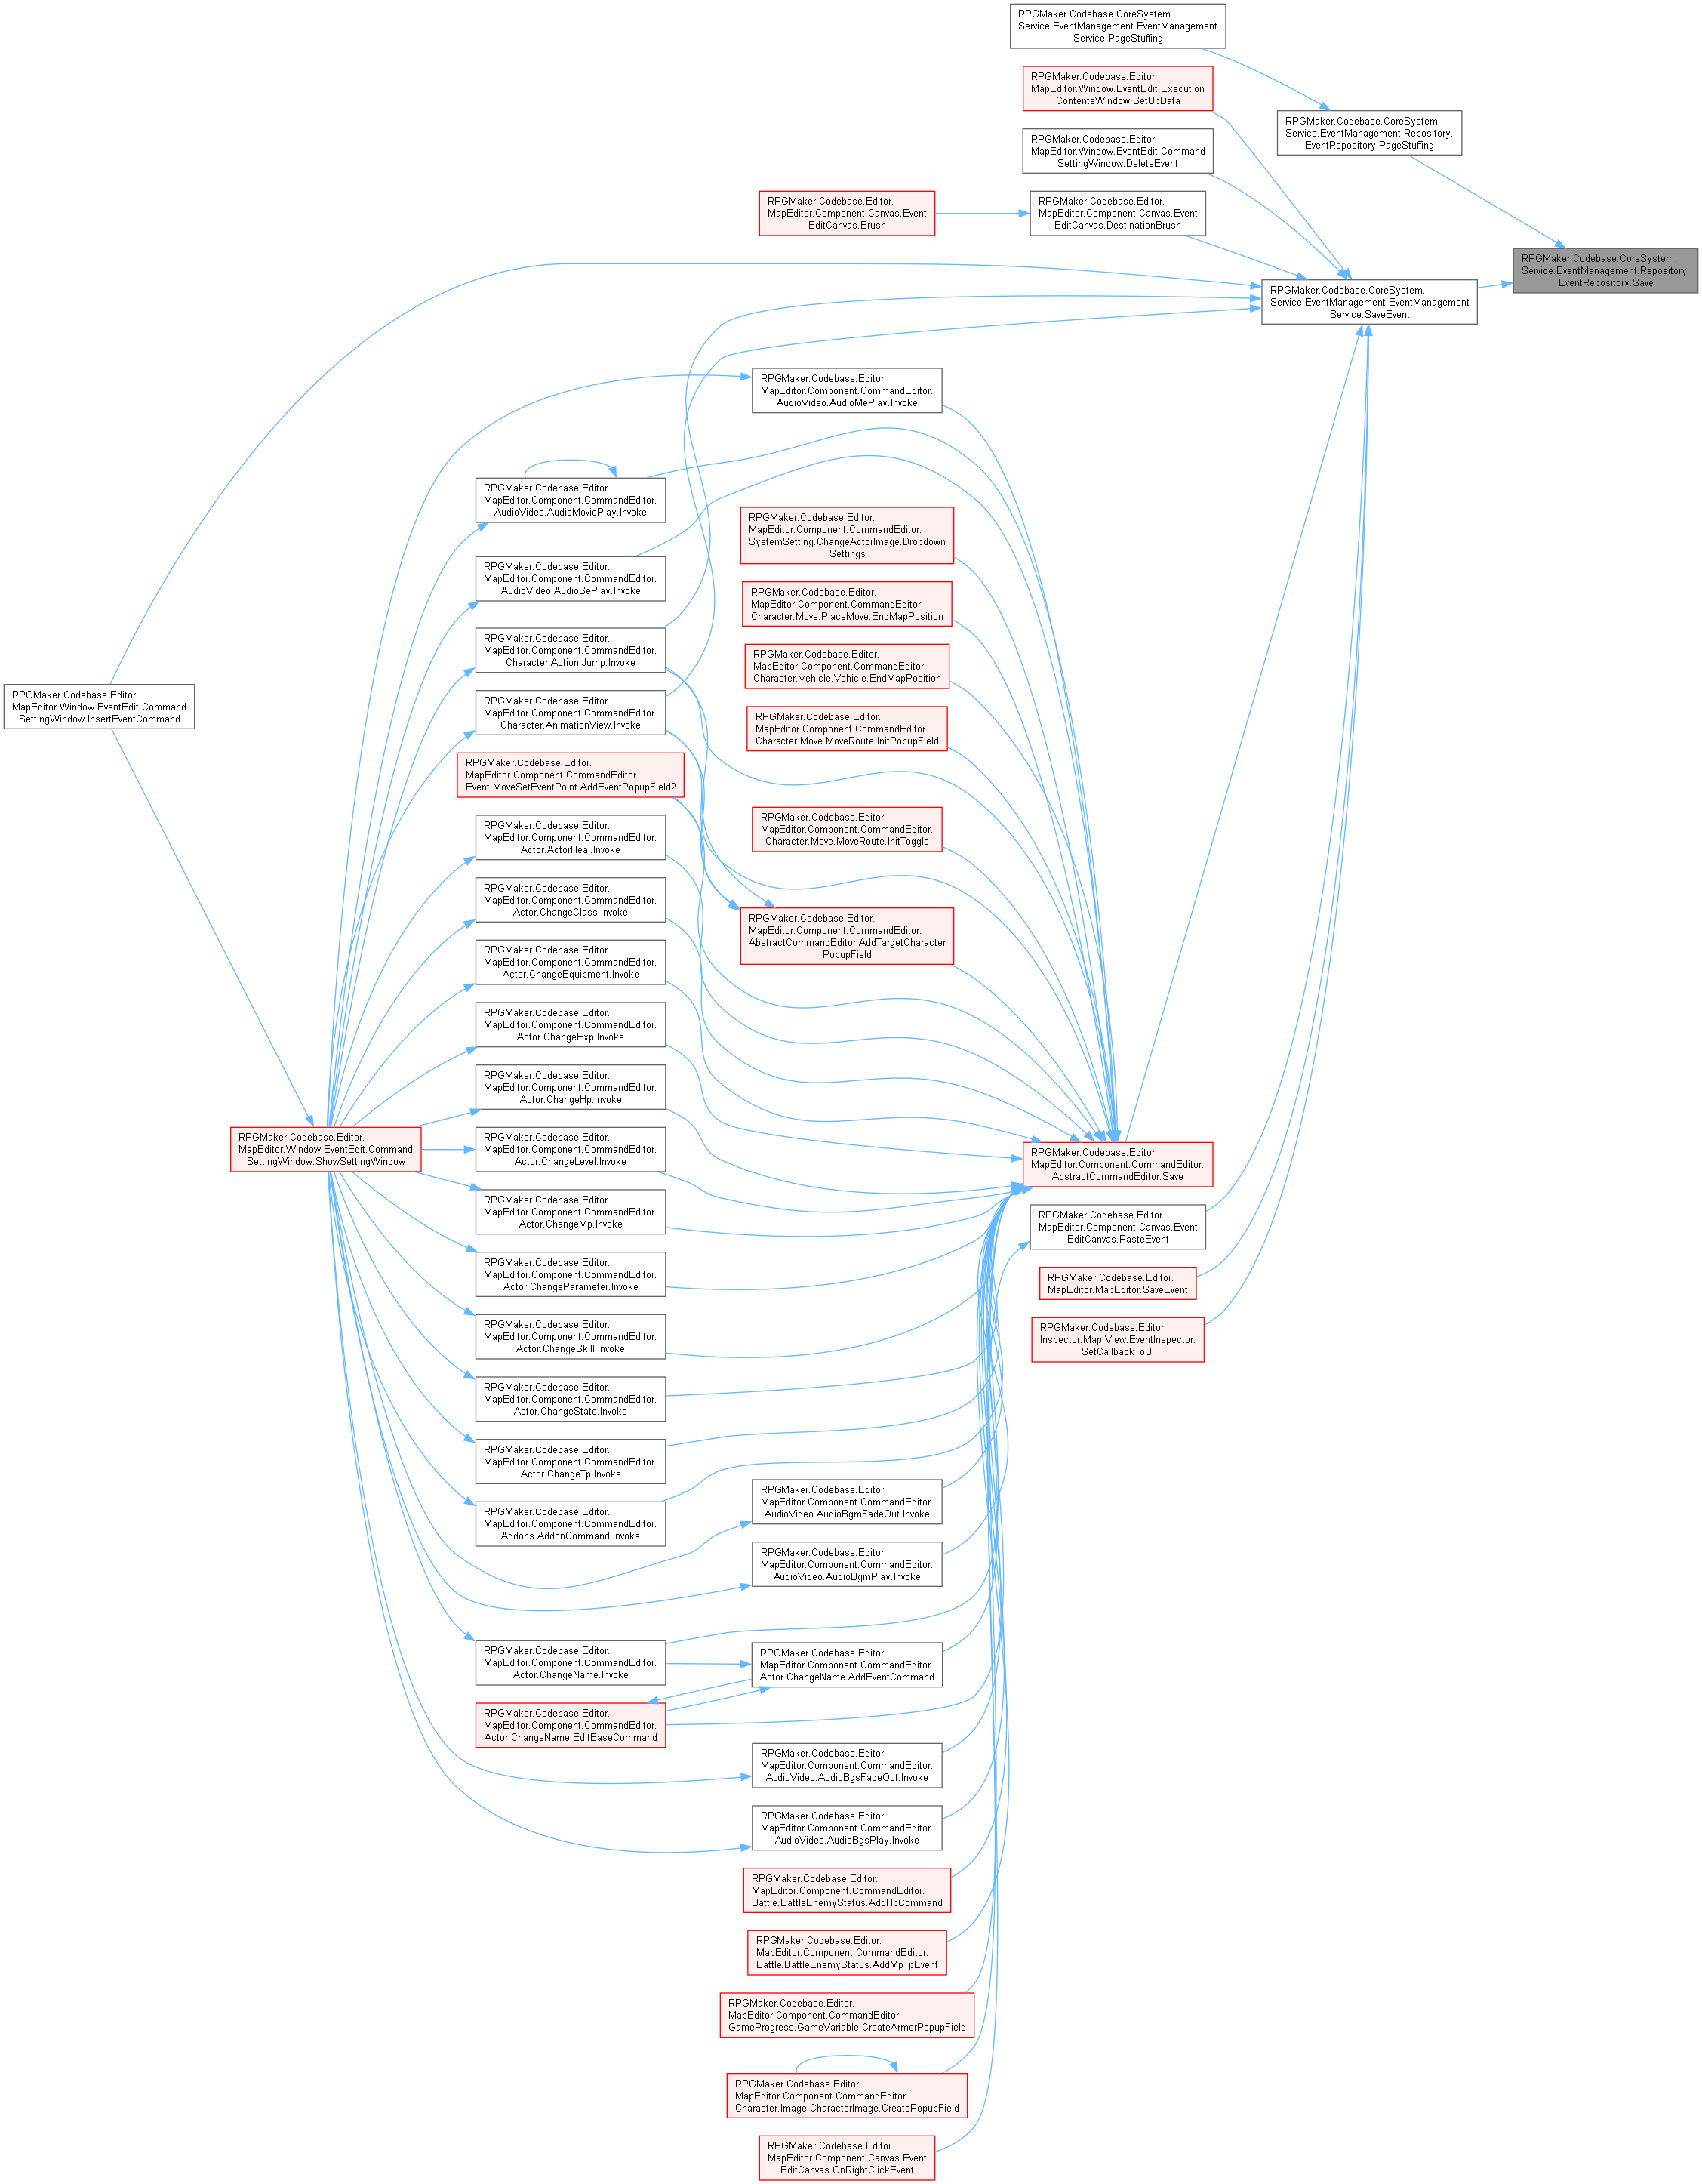 RPGMaker.Codebase.CoreSystem.
Service.EventManagement.EventManagement
Service.PageStuffing
RPGMaker.Codebase.Editor.
MapEditor.Window.EventEdit.Execution
ContentsWindow.SetUpData
RPGMaker.Codebase.CoreSystem.
Service.EventManagement.Repository.
EventRepository.PageStuffing
RPGMaker.Codebase.Editor.
MapEditor.Window.EventEdit.Command
SettingWindow.DeleteEvent
RPGMaker.Codebase.Editor.
MapEditor.Component.Canvas.Event
EditCanvas.Brush
RPGMaker.Codebase.Editor.
MapEditor.Component.Canvas.Event
EditCanvas.DestinationBrush
RPGMaker.Codebase.CoreSystem.
Service.EventManagement.Repository.
EventRepository.Save
RPGMaker.Codebase.CoreSystem.
Service.EventManagement.EventManagement
Service.SaveEvent
RPGMaker.Codebase.Editor.
MapEditor.Component.CommandEditor.
AudioVideo.AudioMePlay.Invoke
RPGMaker.Codebase.Editor.
MapEditor.Component.CommandEditor.
AudioVideo.AudioMoviePlay.Invoke
RPGMaker.Codebase.Editor.
MapEditor.Component.CommandEditor.
SystemSetting.ChangeActorImage.Dropdown
Settings
RPGMaker.Codebase.Editor.
MapEditor.Component.CommandEditor.
AudioVideo.AudioSePlay.Invoke
RPGMaker.Codebase.Editor.
MapEditor.Component.CommandEditor.
Character.Move.PlaceMove.EndMapPosition
RPGMaker.Codebase.Editor.
MapEditor.Component.CommandEditor.
Character.Action.Jump.Invoke
RPGMaker.Codebase.Editor.
MapEditor.Component.CommandEditor.
Character.Vehicle.Vehicle.EndMapPosition
RPGMaker.Codebase.Editor.
MapEditor.Window.EventEdit.Command
SettingWindow.InsertEventCommand
RPGMaker.Codebase.Editor.
MapEditor.Component.CommandEditor.
Character.AnimationView.Invoke
RPGMaker.Codebase.Editor.
MapEditor.Component.CommandEditor.
Character.Move.MoveRoute.InitPopupField
RPGMaker.Codebase.Editor.
MapEditor.Component.CommandEditor.
Event.MoveSetEventPoint.AddEventPopupField2
RPGMaker.Codebase.Editor.
MapEditor.Component.CommandEditor.
Character.Move.MoveRoute.InitToggle
RPGMaker.Codebase.Editor.
MapEditor.Component.CommandEditor.
Actor.ActorHeal.Invoke
RPGMaker.Codebase.Editor.
MapEditor.Component.CommandEditor.
Actor.ChangeClass.Invoke
RPGMaker.Codebase.Editor.
MapEditor.Component.CommandEditor.
AbstractCommandEditor.AddTargetCharacter
PopupField
RPGMaker.Codebase.Editor.
MapEditor.Component.CommandEditor.
Actor.ChangeEquipment.Invoke
RPGMaker.Codebase.Editor.
MapEditor.Component.CommandEditor.
Actor.ChangeExp.Invoke
RPGMaker.Codebase.Editor.
MapEditor.Component.CommandEditor.
Actor.ChangeHp.Invoke
RPGMaker.Codebase.Editor.
MapEditor.Window.EventEdit.Command
SettingWindow.ShowSettingWindow
RPGMaker.Codebase.Editor.
MapEditor.Component.CommandEditor.
Actor.ChangeLevel.Invoke
RPGMaker.Codebase.Editor.
MapEditor.Component.CommandEditor.
AbstractCommandEditor.Save
RPGMaker.Codebase.Editor.
MapEditor.Component.CommandEditor.
Actor.ChangeMp.Invoke
RPGMaker.Codebase.Editor.
MapEditor.Component.Canvas.Event
EditCanvas.PasteEvent
RPGMaker.Codebase.Editor.
MapEditor.Component.CommandEditor.
Actor.ChangeParameter.Invoke
RPGMaker.Codebase.Editor.
MapEditor.MapEditor.SaveEvent
RPGMaker.Codebase.Editor.
MapEditor.Component.CommandEditor.
Actor.ChangeSkill.Invoke
RPGMaker.Codebase.Editor.
Inspector.Map.View.EventInspector.
SetCallbackToUi
RPGMaker.Codebase.Editor.
MapEditor.Component.CommandEditor.
Actor.ChangeState.Invoke
RPGMaker.Codebase.Editor.
MapEditor.Component.CommandEditor.
Actor.ChangeTp.Invoke
RPGMaker.Codebase.Editor.
MapEditor.Component.CommandEditor.
AudioVideo.AudioBgmFadeOut.Invoke
RPGMaker.Codebase.Editor.
MapEditor.Component.CommandEditor.
Addons.AddonCommand.Invoke
RPGMaker.Codebase.Editor.
MapEditor.Component.CommandEditor.
AudioVideo.AudioBgmPlay.Invoke
RPGMaker.Codebase.Editor.
MapEditor.Component.CommandEditor.
Actor.ChangeName.Invoke
RPGMaker.Codebase.Editor.
MapEditor.Component.CommandEditor.
Actor.ChangeName.AddEventCommand
RPGMaker.Codebase.Editor.
MapEditor.Component.CommandEditor.
Actor.ChangeName.EditBaseCommand
RPGMaker.Codebase.Editor.
MapEditor.Component.CommandEditor.
AudioVideo.AudioBgsFadeOut.Invoke
RPGMaker.Codebase.Editor.
MapEditor.Component.CommandEditor.
AudioVideo.AudioBgsPlay.Invoke
RPGMaker.Codebase.Editor.
MapEditor.Component.CommandEditor.
Battle.BattleEnemyStatus.AddHpCommand
RPGMaker.Codebase.Editor.
MapEditor.Component.CommandEditor.
Battle.BattleEnemyStatus.AddMpTpEvent
RPGMaker.Codebase.Editor.
MapEditor.Component.CommandEditor.
GameProgress.GameVariable.CreateArmorPopupField
RPGMaker.Codebase.Editor.
MapEditor.Component.CommandEditor.
Character.Image.CharacterImage.CreatePopupField
RPGMaker.Codebase.Editor.
MapEditor.Component.Canvas.Event
EditCanvas.OnRightClickEvent